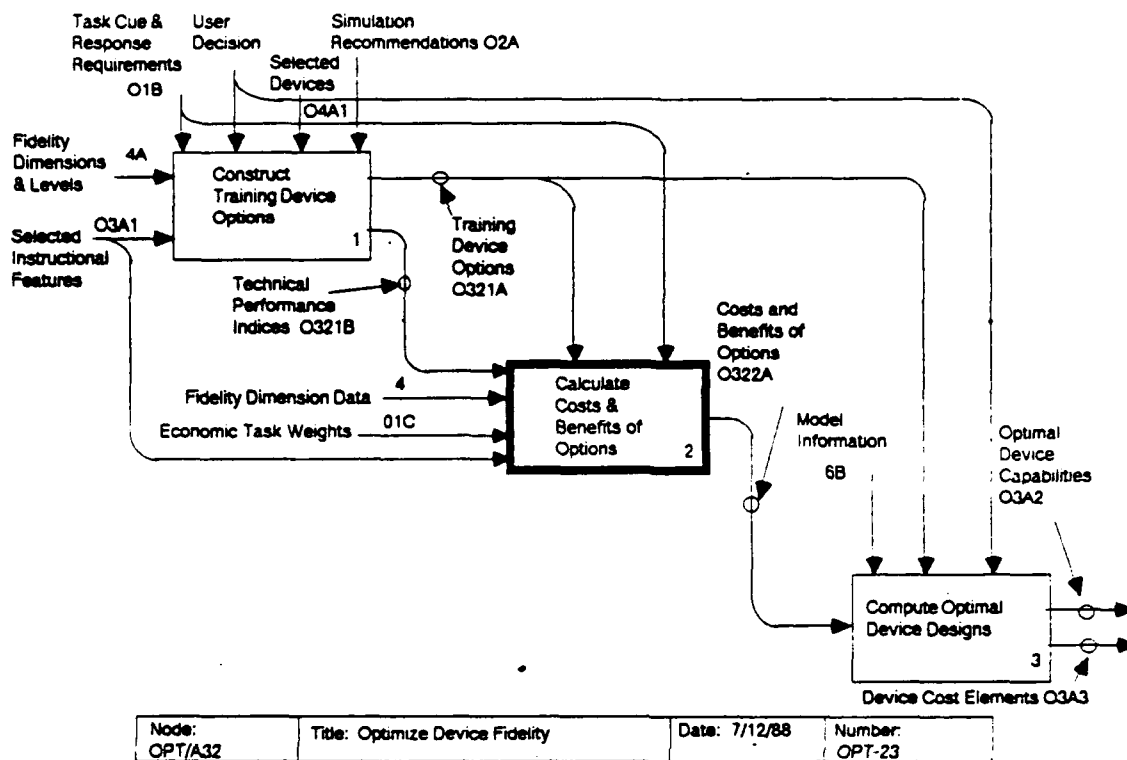 Task Cue &
Response
Requirements
O1B
User
Decision
Simulation
Recommendations O2A
Selected
Devices
O4A1
Fidelity
Dimensions
& Levels
4A
Construct
Training Device
Options
1
O3A1
Selected
Instructional
Features
Training
Device
Options
O321A
Technical
Performance
Indices O321B
Costs and
Benefits of
Options
O322A
Fidelity Dimension Data
4
Economic Task Weights
01C
Calculate
Costs &
Benefits of
Options
2
Model
Information
6B
Optimal
Device
Capabilities
O3A2
Compute Optimal
Device Designs
3
Device Cost Elements O3A3
Node:
OPT/A32
Title: Optimize Device Fidelity
Date: 7/12/88
Number:
OPT-23